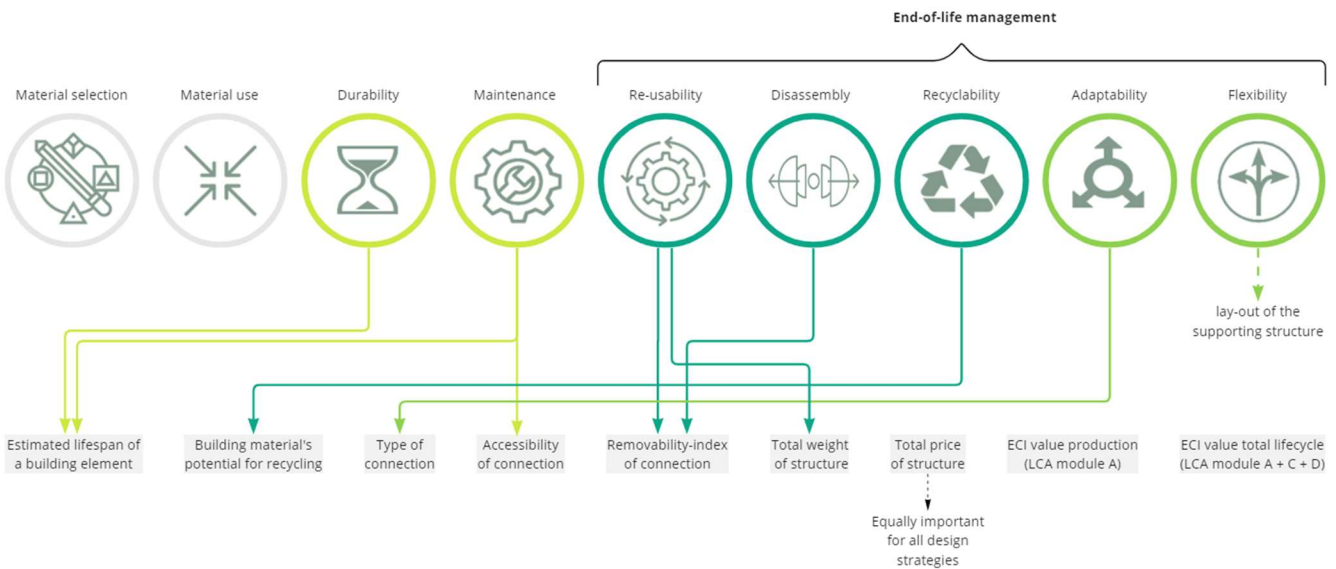 End-of-life management
Material selection
Material use
Durability
Maintenance
Re-usability
Disassembly
Recyclability
Adaptability
Flexibility
lay-out of the
supporting structure
Estimated lifespan of
a building element
Building material's
potential for recycling
Type of
connection
Accessibility
of connection
Removability-index
of connection
Total weight
of structure
Total price
of structure
ECI value production
(LCA module A)
ECI value total lifecycle
(LCA module A + C + D)
Equally important
for all design
strategies